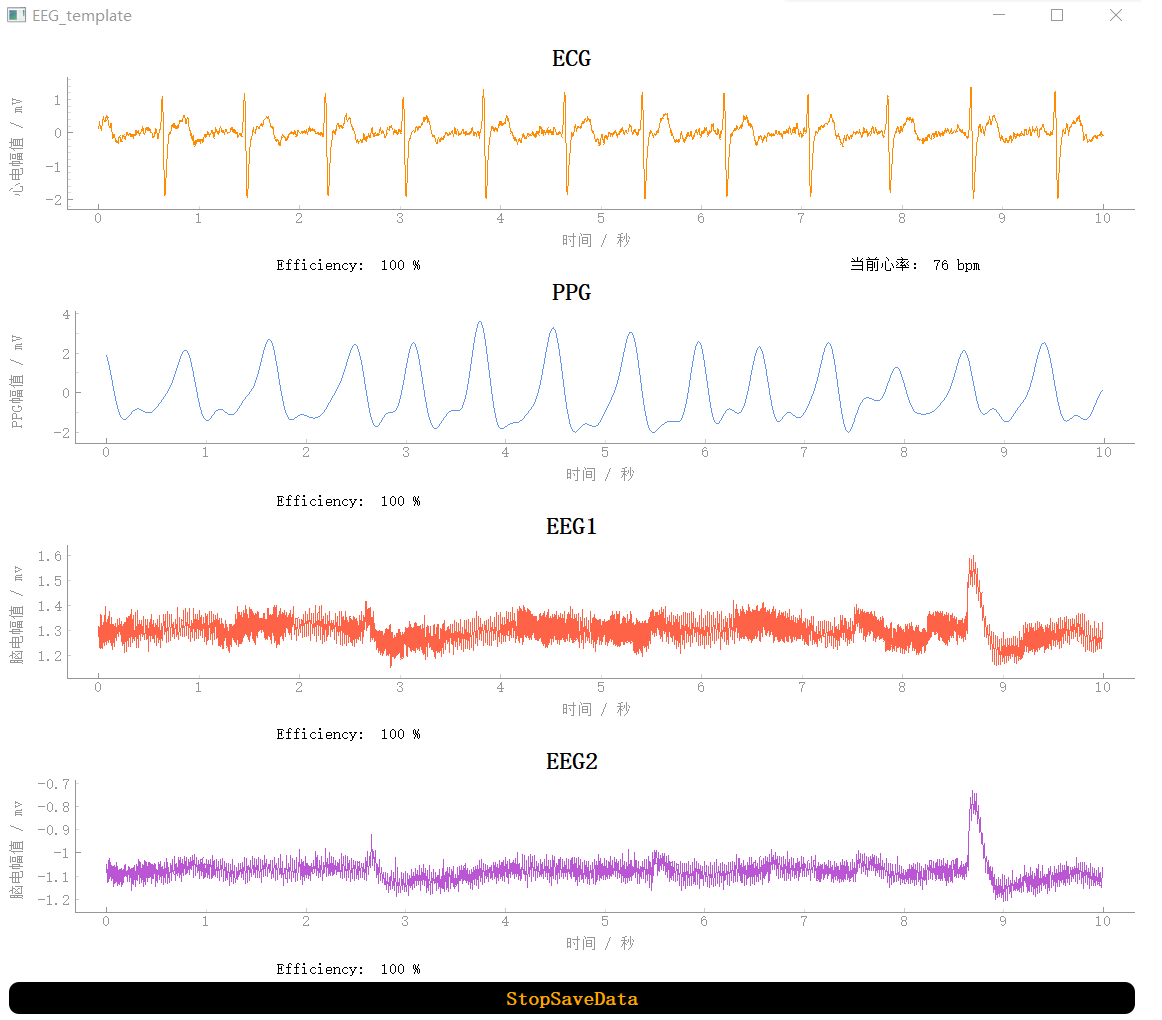 EEG_template
ECG
心电幅值 / mV
1
0
-1
-2
0 1 2 3 4 5 6 7 8 9 10
时间 / 秒
Efficiency: 100 % 当前心率: 76 bpm
PPG
PPG幅值 / mV
4
2
0
-2
0 1 2 3 4 5 6 7 8 9 10
时间 / 秒
Efficiency: 100 %
EEG1
脑电幅值 / mv
1.6
1.5
1.4
1.3
1.2
0 1 2 3 4 5 6 7 8 9 10
时间 / 秒
Efficiency: 100 %
EEG2
脑电幅值 / mv
-0.7
-0.8
-0.9
-1
-1.1
-1.2
0 1 2 3 4 5 6 7 8 9 10
时间 / 秒
Efficiency: 100 %
StopSaveData